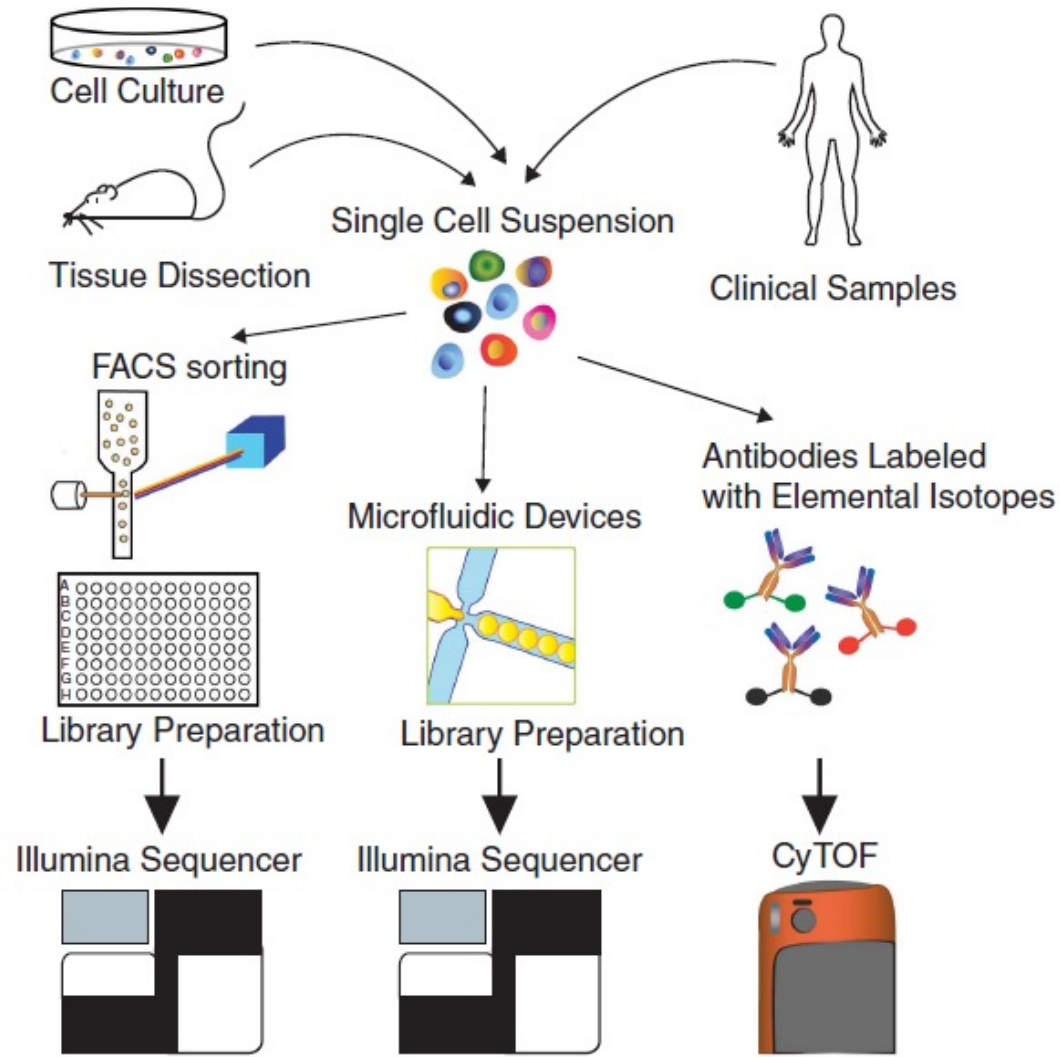 Cell Culture
Single Cell Suspension
Tissue Dissection
Clinical Samples
FACS sorting
Antibodies Labeled
with Elemental Isotopes
Microfluidic Devices
A
B
C
D
E
F
G
H
Library Preparation
Library Preparation
Illumina Sequencer
Illumina Sequencer
CyTOF